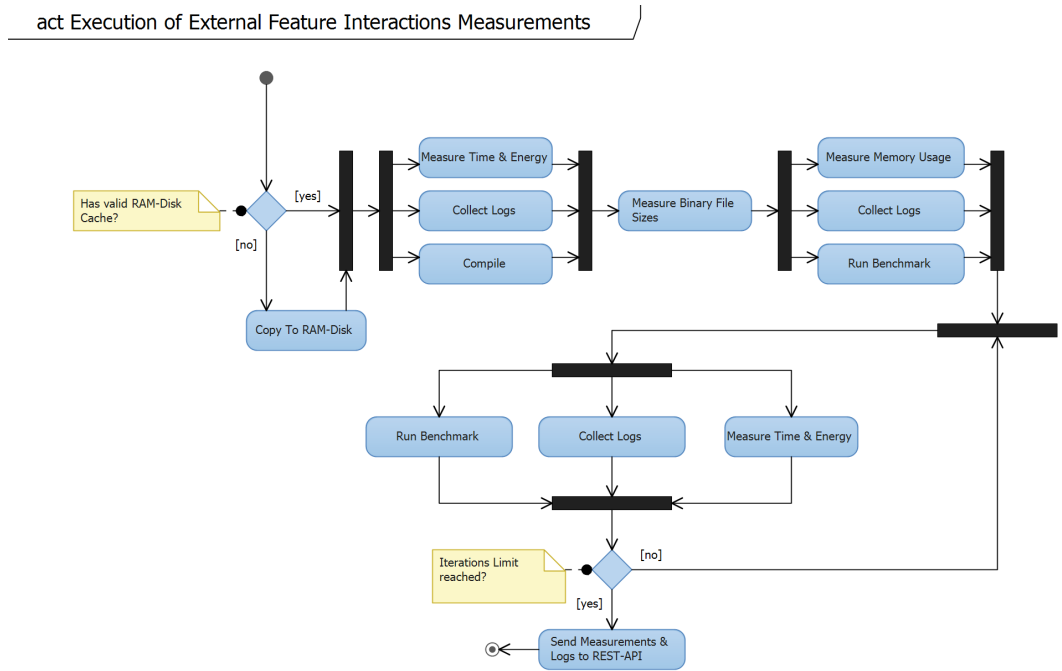 act Execution of External Feature Interactions Measurements
Has valid RAM-Disk
Cache?
[yes]
[no]
Copy To RAM-Disk
Measure Time & Energy
Collect Logs
Compile
Measure Binary File
Sizes
Measure Memory Usage
Collect Logs
Run Benchmark
Run Benchmark
Collect Logs
Measure Time & Energy
Iterations Limit
reached?
[no]
[yes]
Send Measurements &
Logs to REST-API